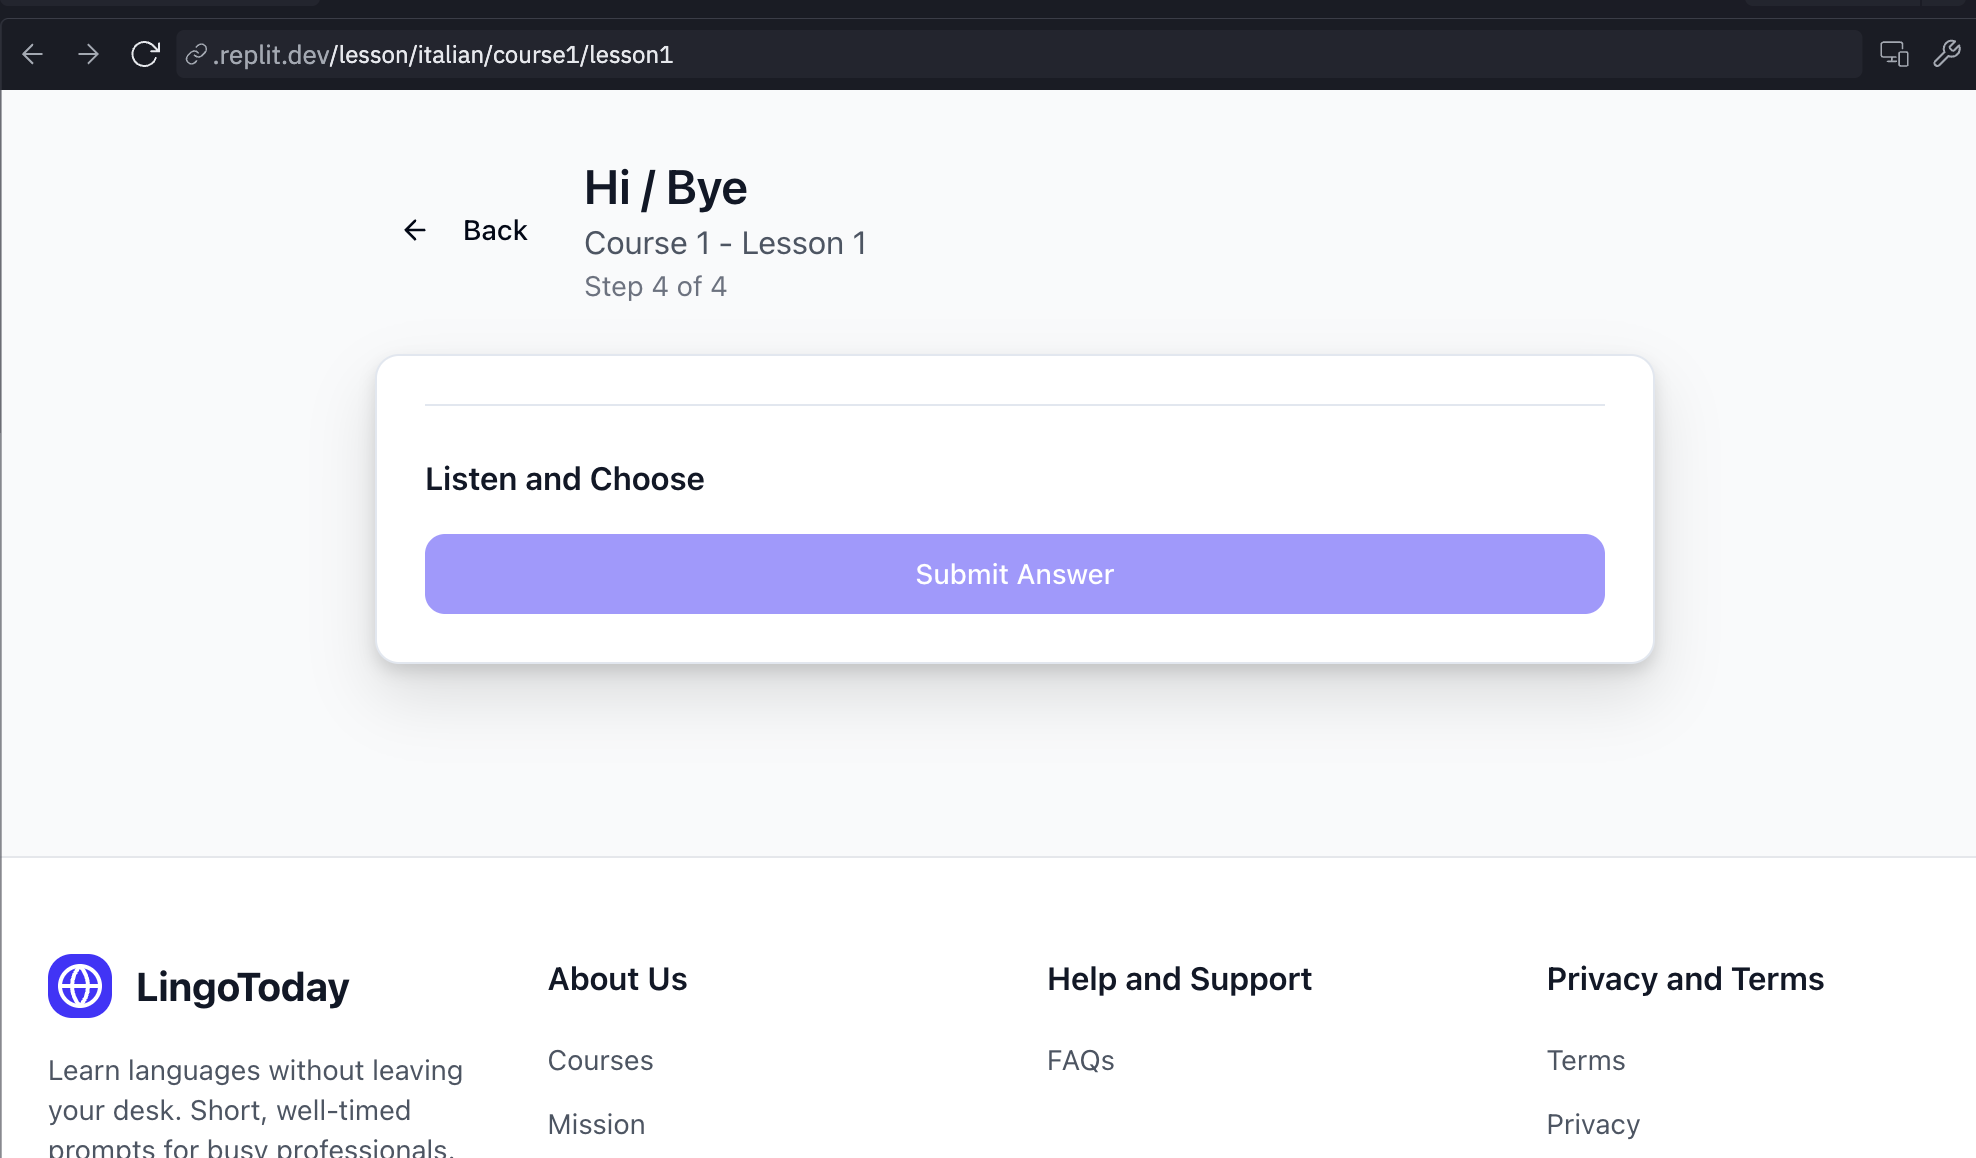 .replit.dev/lesson/italian/course1/lesson1
Hi / Bye
Back
Course 1 - Lesson 1
Step 4 of 4
Listen and Choose
Submit Answer
LingoToday
Learn languages without leaving
your desk. Short, well-timed
prompts for busy professionals.
About Us
Courses
Mission
Help and Support
FAQs
Privacy and Terms
Terms
Privacy